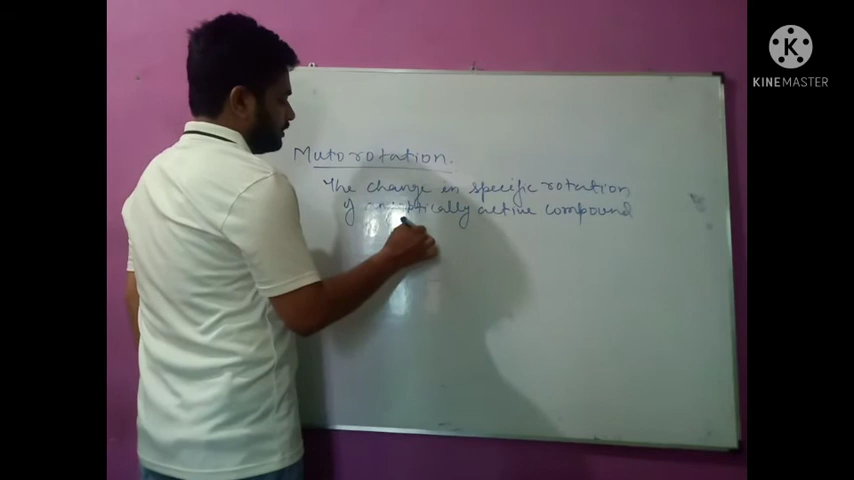 Mutorotation.
The change in specific rotation
of an optically active compound
K
KINEMASTER